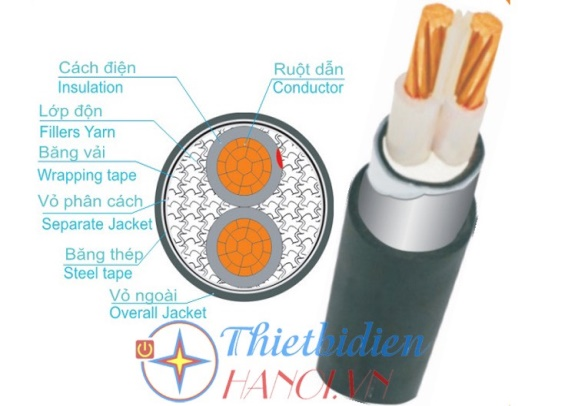 Cách điện
Insulation
Ruột dẫn
Conductor
Lớp độn
Fillers Yarn
Băng vải
Wrapping tape
Vỏ phân cách
Separate Jacket
Băng thép
Steel tape
Vỏ ngoài
Overall Jacket
Thietbidien
HANOI.VN